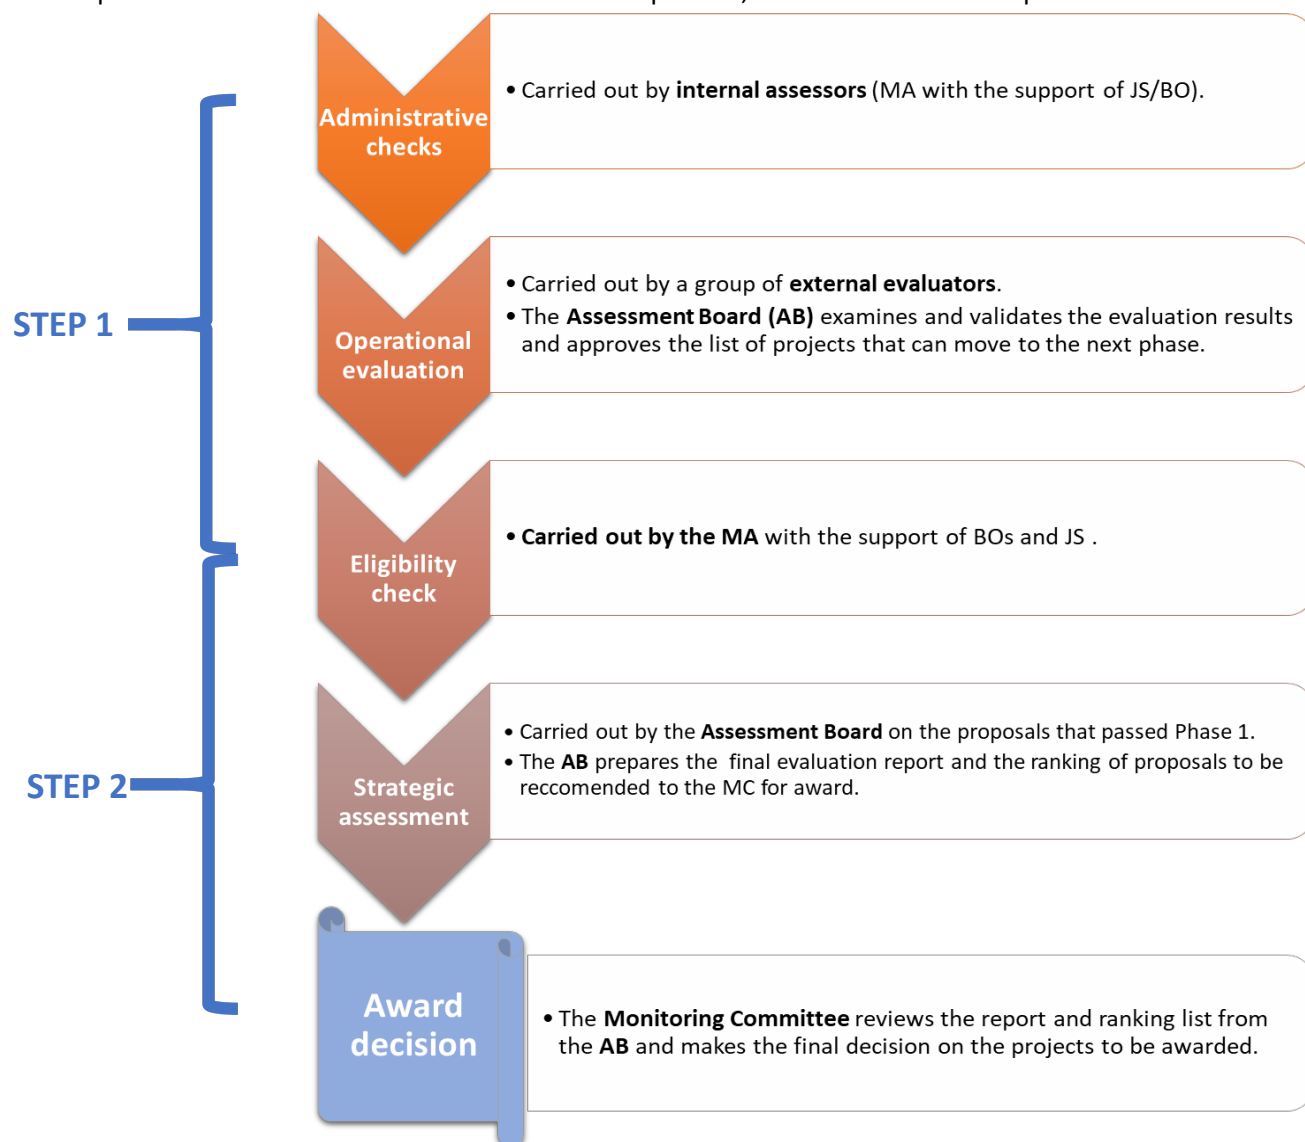 Administrative
checks
• Carried out by internal assessors (MA with the support of JS/BO).
STEP 1
Operational
evaluation
• Carried out by a group of external evaluators.
• The Assessment Board (AB) examines and validates the evaluation results
and approves the list of projects that can move to the next phase.
Eligibility
check
• Carried out by the MA with the support of BOs and JS .
STEP 2
Strategic
assessment
• Carried out by the Assessment Board on the proposals that passed Phase 1.
• The AB prepares the final evaluation report and the ranking of proposals to be
reccomended to the MC for award.
Award
decision
• The Monitoring Committee reviews the report and ranking list from
the AB and makes the final decision on the projects to be awarded.